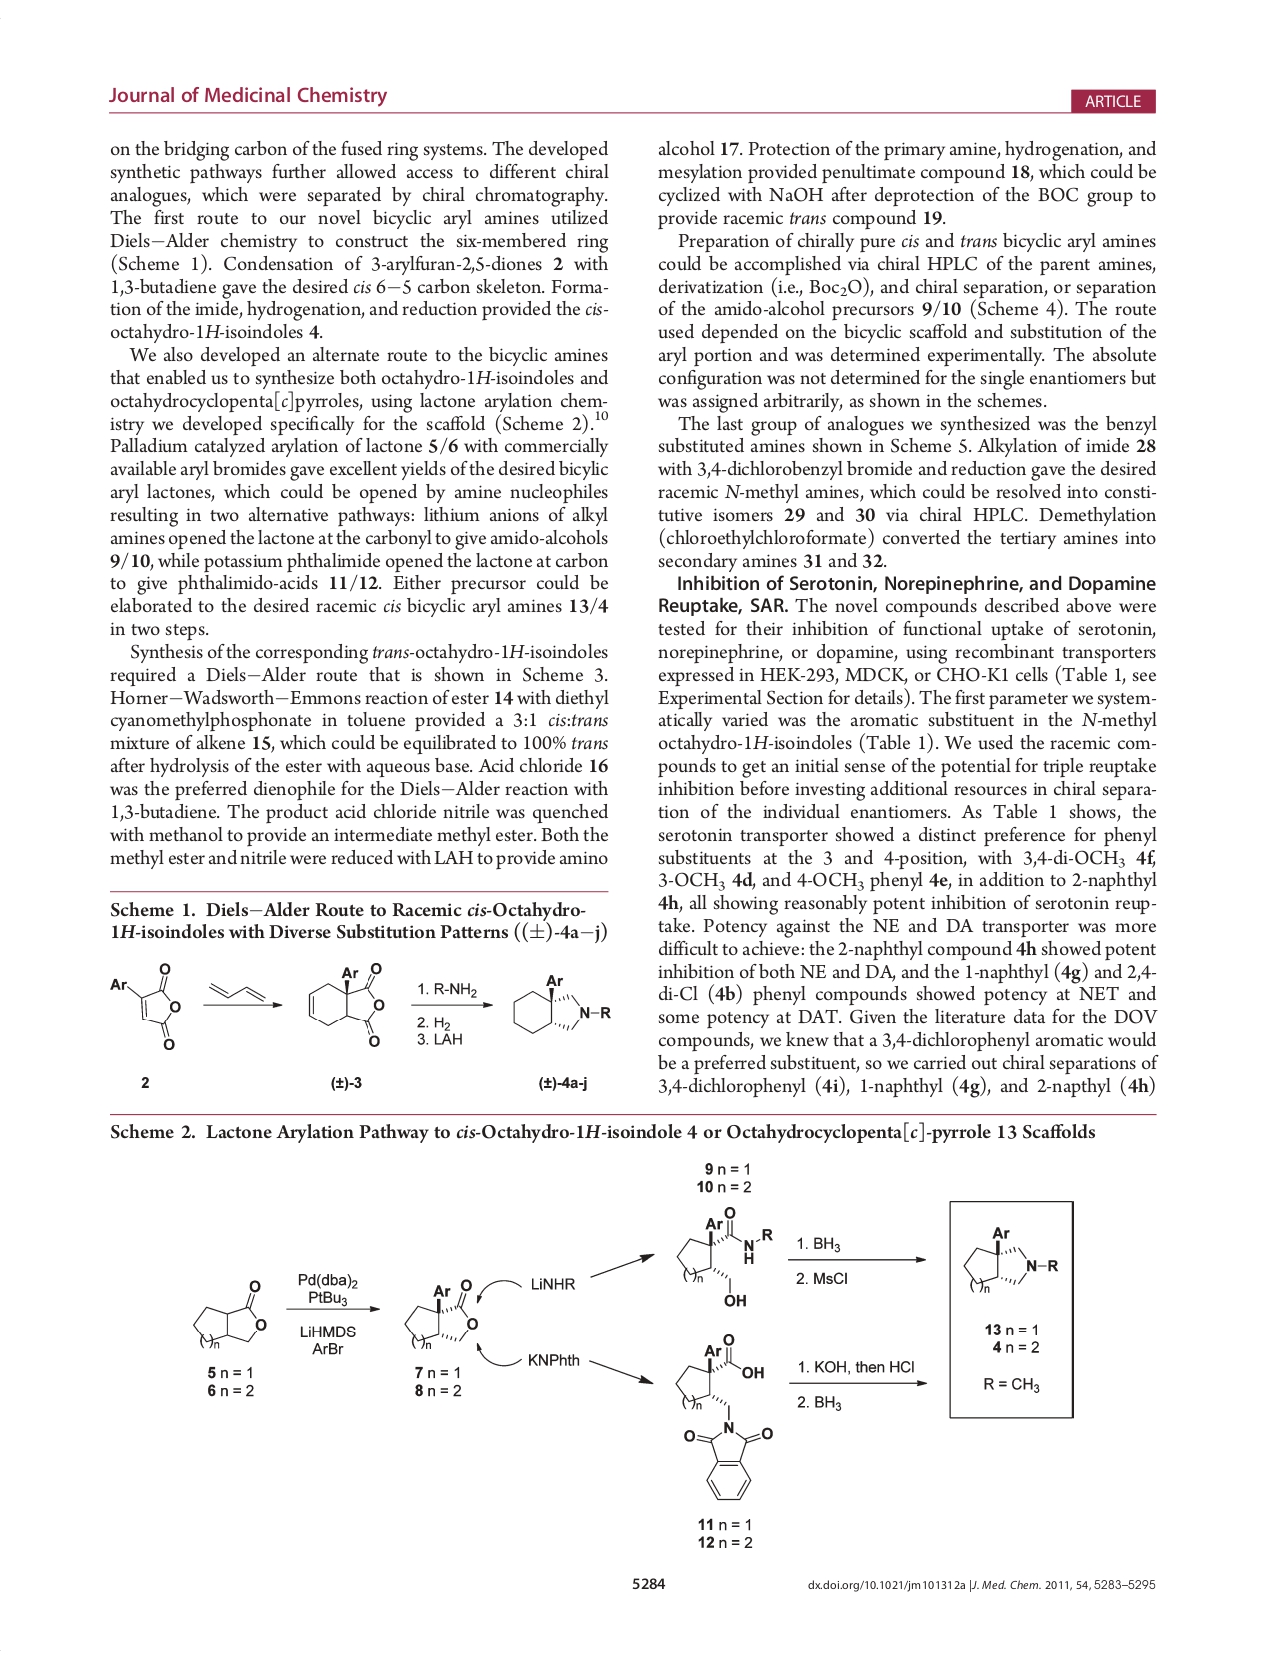 Journal of Medicinal Chemistry
ARTICLE
on the bridging carbon of the fused ring systems. The developed
synthetic pathways further allowed access to different chiral
analogues, which were separated by chiral chromatography.
The first route to our novel bicyclic aryl amines utilized
Diels−Alder chemistry to construct the six-membered ring
(Scheme 1). Condensation of 3-arylfuran-2,5-diones 2 with
1,3-butadiene gave the desired cis 6−5 carbon skeleton. Forma-
tion of the imide, hydrogenation, and reduction provided the cis-
octahydro-1H-isoindoles 4.
We also developed an alternate route to the bicyclic amines
that enabled us to synthesize both octahydro-1H-isoindoles and
octahydrocyclopenta[c]pyrroles, using lactone arylation chem-
istry we developed specifically for the scaffold (Scheme 2).10
Palladium catalyzed arylation of lactone 5/6 with commercially
available aryl bromides gave excellent yields of the desired bicylic
aryl lactones, which could be opened by amine nucleophiles
resulting in two alternative pathways: lithium anions of alkyl
amines opened the lactone at the carbonyl to give amido-alcohols
9/10, while potassium phthalimide opened the lactone at carbon
to give phthalimido-acids 11/12. Either precursor could be
elaborated to the desired racemic cis bicyclic aryl amines 13/4
in two steps.
Synthesis of the corresponding trans-octahydro-1H-isoindoles
required a Diels−Alder route that is shown in Scheme 3.
Horner−Wadsworth−Emmons reaction of ester 14 with diethyl
cyanomethylphosphonate in toluene provided a 3:1 cis:trans
mixture of alkene 15, which could be equilibrated to 100% trans
after hydrolysis of the ester with aqueous base. Acid chloride 16
was the preferred dienophile for the Diels−Alder reaction with
1,3-butadiene. The product acid chloride nitrile was quenched
with methanol to provide an intermediate methyl ester. Both the
methyl ester and nitrile were reduced with LAH to provide amino
alcohol 17. Protection of the primary amine, hydrogenation, and
mesylation provided penultimate compound 18, which could be
cyclized with NaOH after deprotection of the BOC group to
provide racemic trans compound 19.
Preparation of chirally pure cis and trans bicyclic aryl amines
could be accomplished via chiral HPLC of the parent amines,
derivatization (i.e., Boc2O), and chiral separation, or separation
of the amido-alcohol precursors 9/10 (Scheme 4). The route
used depended on the bicyclic scaffold and substitution of the
aryl portion and was determined experimentally. The absolute
configuration was not determined for the single enantiomers but
was assigned arbitrarily, as shown in the schemes.
The last group of analogues we synthesized was the benzyl
substituted amines shown in Scheme 5. Alkylation of imide 28
with 3,4-dichlorobenzyl bromide and reduction gave the desired
racemic N-methyl amines, which could be resolved into consti-
tutive isomers 29 and 30 via chiral HPLC. Demethylation
(chloroethylchloroformate) converted the tertiary amines into
secondary amines 31 and 32.
Inhibition of Serotonin, Norepinephrine, and Dopamine
Reuptake, SAR. The novel compounds described above were
tested for their inhibition of functional uptake of serotonin,
norepinephrine, or dopamine, using recombinant transporters
expressed in HEK-293, MDCK, or CHO-K1 cells (Table 1, see
Experimental Section for details). The first parameter we system-
atically varied was the aromatic substituent in the N-methyl
octahydro-1H-isoindoles (Table 1). We used the racemic com-
pounds to get an initial sense of the potential for triple reuptake
inhibition before investing additional resources in chiral separa-
tion of the individual enantiomers. As Table 1 shows, the
serotonin transporter showed a distinct preference for phenyl
substituents at the 3 and 4-position, with 3,4-di-OCH3 4f,
3-OCH3 4d, and 4-OCH3 phenyl 4e, in addition to 2-naphthyl
4h, all showing reasonably potent inhibition of serotonin reup-
take. Potency against the NE and DA transporter was more
difficult to achieve: the 2-naphthyl compound 4h showed potent
inhibition of both NE and DA, and the 1-naphthyl (4g) and 2,4-
di-Cl (4b) phenyl compounds showed potency at NET and
some potency at DAT. Given the literature data for the DOV
compounds, we knew that a 3,4-dichlorophenyl aromatic would
be a preferred substituent, so we carried out chiral separations of
3,4-dichlorophenyl (4i), 1-naphthyl (4g), and 2-napthyl (4h)
Scheme 1. Diels−Alder Route to Racemic cis-Octahydro-
1H-isoindoles with Diverse Substitution Patterns ((±)-4a−j)
Ar O O O
Ar O O O
1. R-NH2
2. H2
3. LAH
Ar N−R
2
(±)-3
(±)-4a-j
Scheme 2. Lactone Arylation Pathway to cis-Octahydro-1H-isoindole 4 or Octahydrocyclopenta[c]-pyrrole 13 Scaffolds
9 n = 1
10 n = 2
O O ( )n
5 n = 1
6 n = 2
Pd(dba)2
PtBu3
LiHMDS
ArBr
Ar O O ( )n
7 n = 1
8 n = 2
LiNHR
KNPhth
Ar O N H R ( )n OH
1. BH3
2. MsCl
Ar O OH ( )n N O O
1. KOH, then HCl
2. BH3
11 n = 1
12 n = 2
Ar N−R ( )n
13 n = 1
4 n = 2
R = CH3
5284
dx.doi.org/10.1021/jm101312a |J. Med. Chem. 2011, 54, 5283–5295